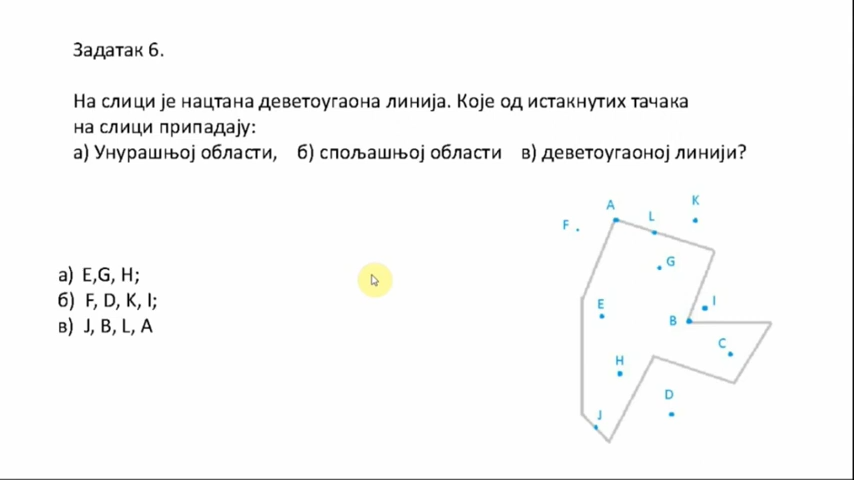 Задатак 6.
На слици је нацтана деветоугаона линија. Које од истакнутих тачака
на слици припадају:
а) Унурашњој области, б) спољашњој области в) деветоугаоној линији?
а) E,G, H;
б) F, D, K, I;
в) J, B, L, A
K
A
L
F
G
E
I
B
C
H
D
J